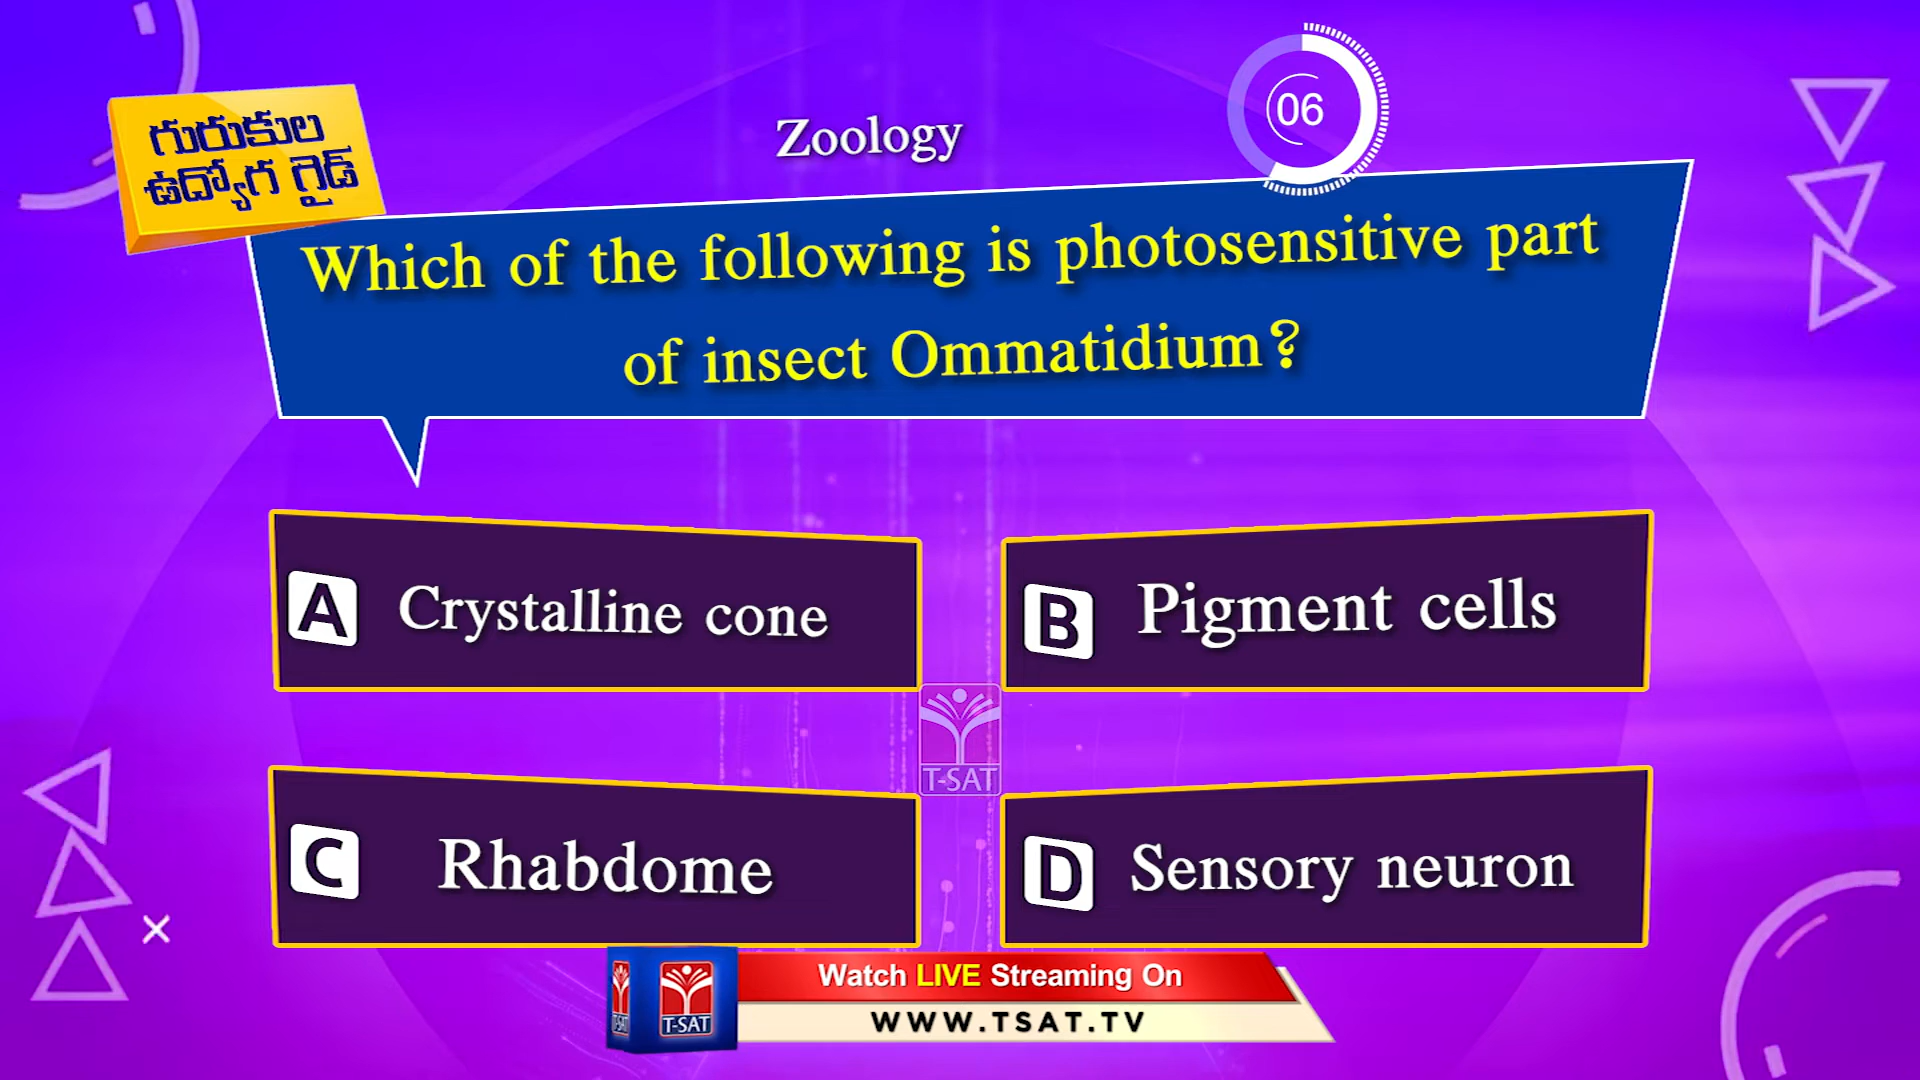 గురుకుల
ఉద్యోగ గైడ్
Zoology
06
Which of the following is photosensitive part
of insect Ommatidium?
A Crystalline cone
B Pigment cells
C Rhabdome
D Sensory neuron
T-SAT
T-SAT
T-SAT
Watch LIVE Streaming On
WWW.TSAT.TV